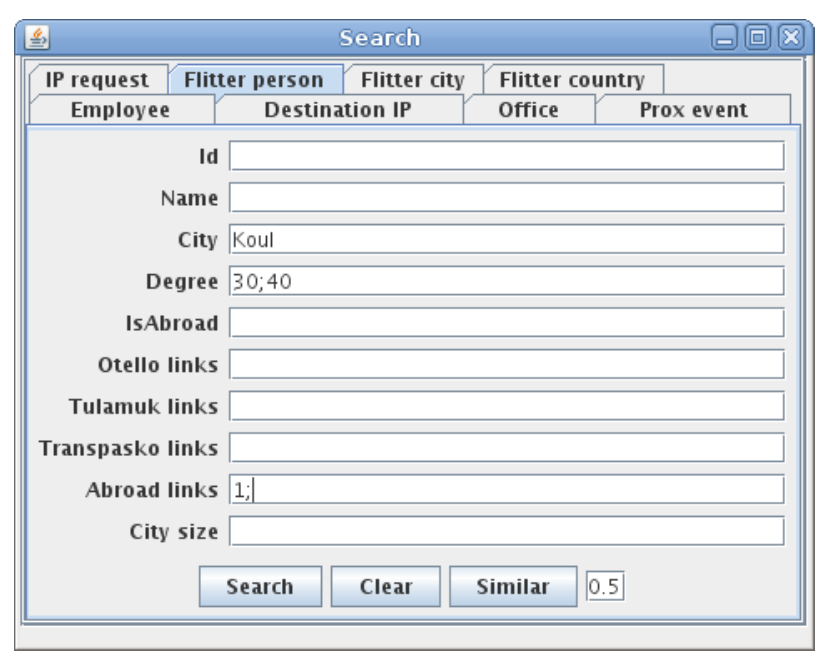 Search
IP request Flitter person Flitter city Flitter country
Employee Destination IP Office Prox event
Id
Name
City Koul
Degree 30;40
IsAbroad
Otello links
Tulamuk links
Transpasko links
Abroad links 1;
City size
Search Clear Similar 0.5